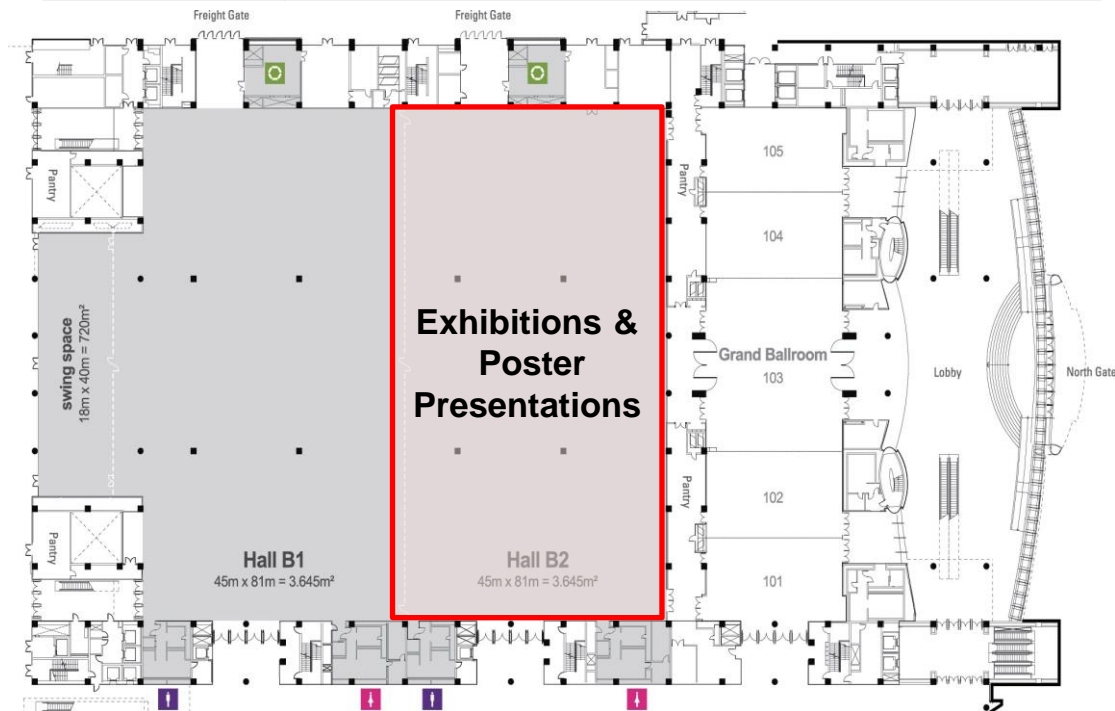 Freight Gate
Freight Gate
Pantry
Pantry
105
104
swing space
18m x 40m = 720m²
Exhibitions &
Poster
Presentations
Grand Ballroom
103
Lobby
North Gate
Pantry
Pantry
102
Hall B1
45m x 81m = 3.645m²
Hall B2
45m x 81m = 3.645m²
101